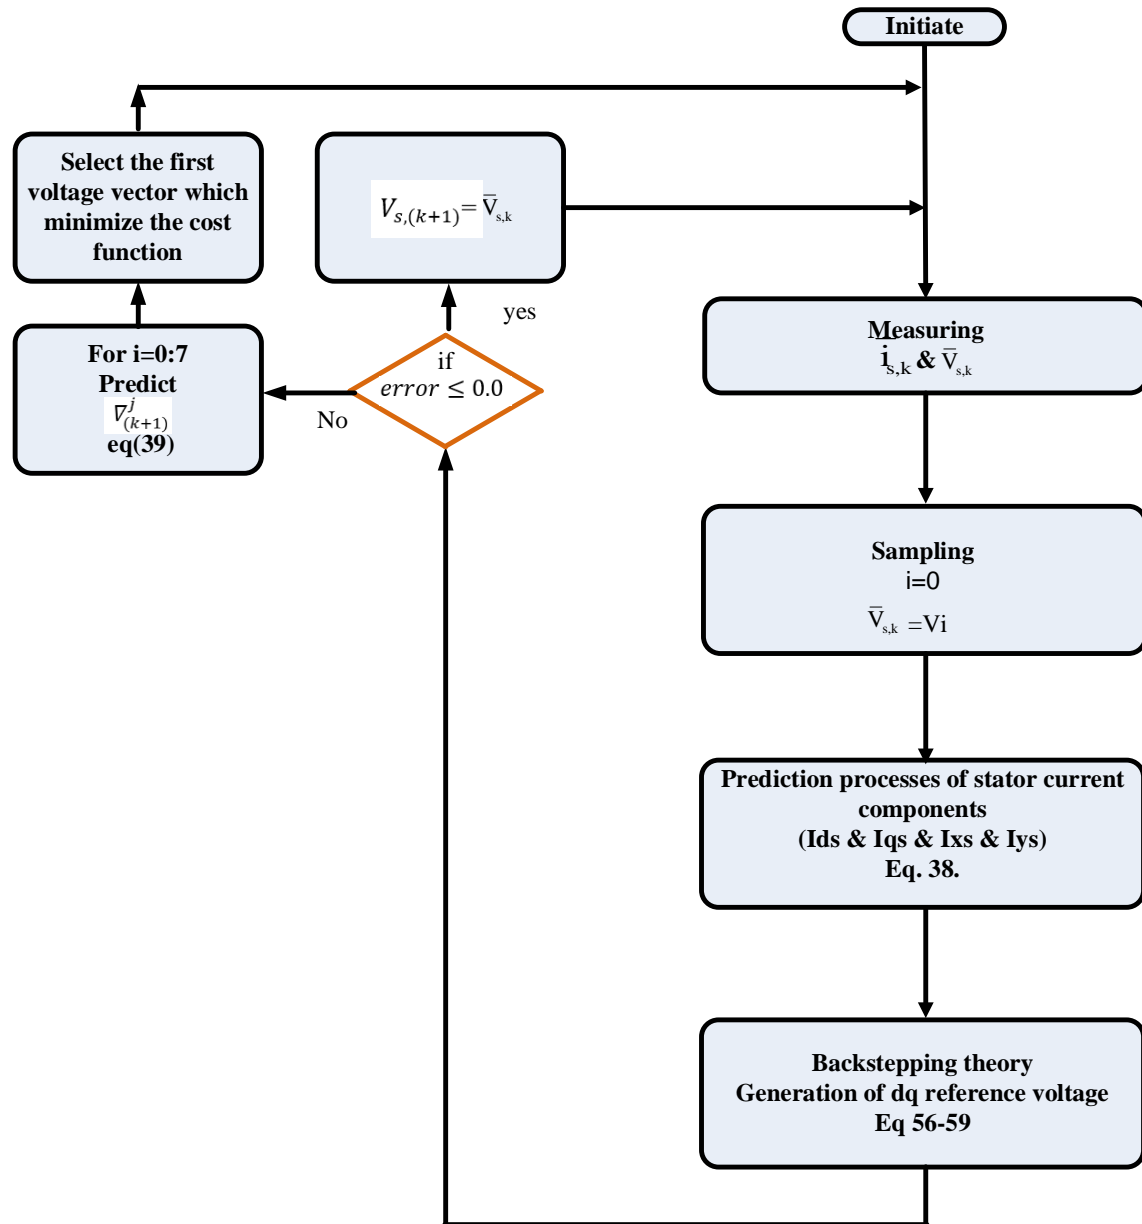 Initiate
Select the first
voltage vector which
minimize the cost
function
V_{s,(k+1)}= V̅_{s,k}
yes
For i=0:7
Predict
∇^{j}_{(k+1)}
eq(39)
if
error ≤ 0.0
No
Measuring
i̅_{s,k} & V̅_{s,k}
Sampling
i=0
V̅_{s,k} =Vi
Prediction processes of stator current
components
(Ids & Iqs & Ixs & Iys)
Eq. 38.
Backstepping theory
Generation of dq reference voltage
Eq 56-59